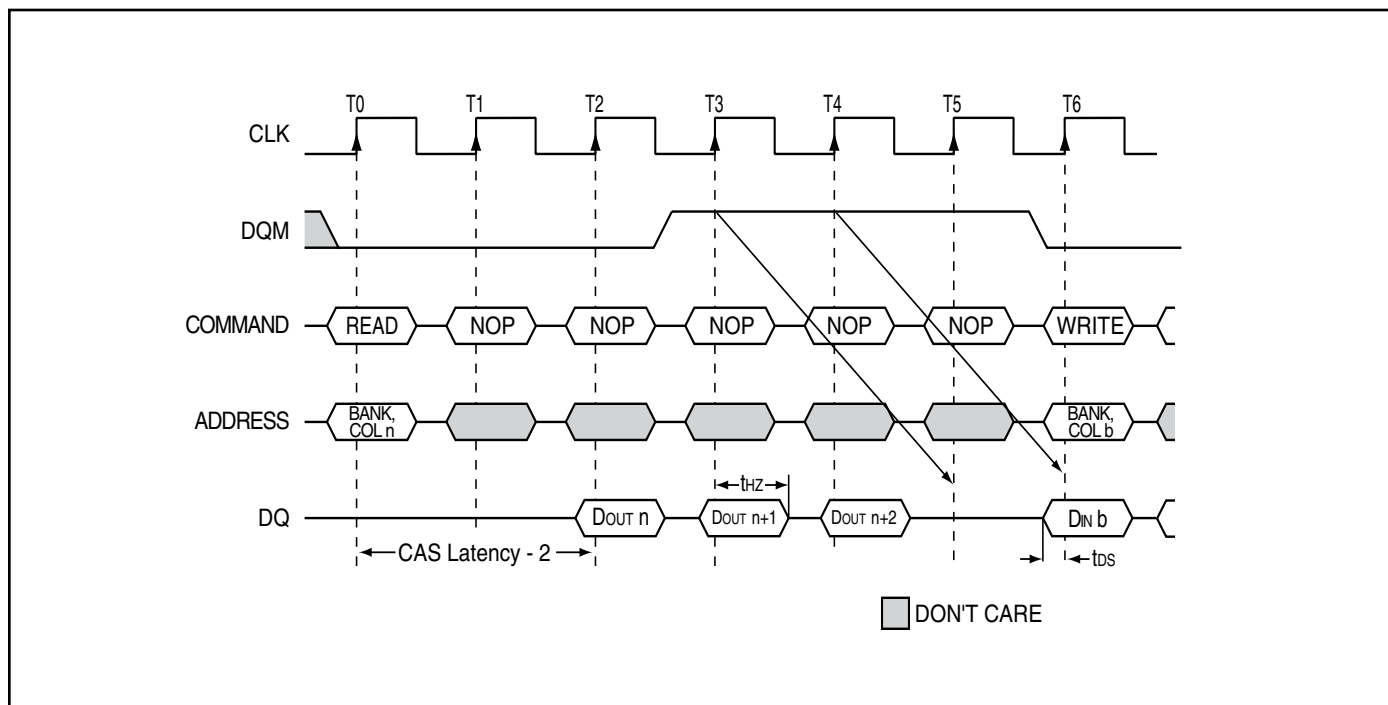 T0 T1 T2 T3 T4 T5 T6
CLK
DQM
COMMAND READ NOP NOP NOP NOP NOP WRITE
ADDRESS BANK, COL n BANK, COL b
tHZ
DQ DOUT n DOUT n+1 DOUT n+2 DIN b
CAS Latency - 2 tDS
DON'T CARE